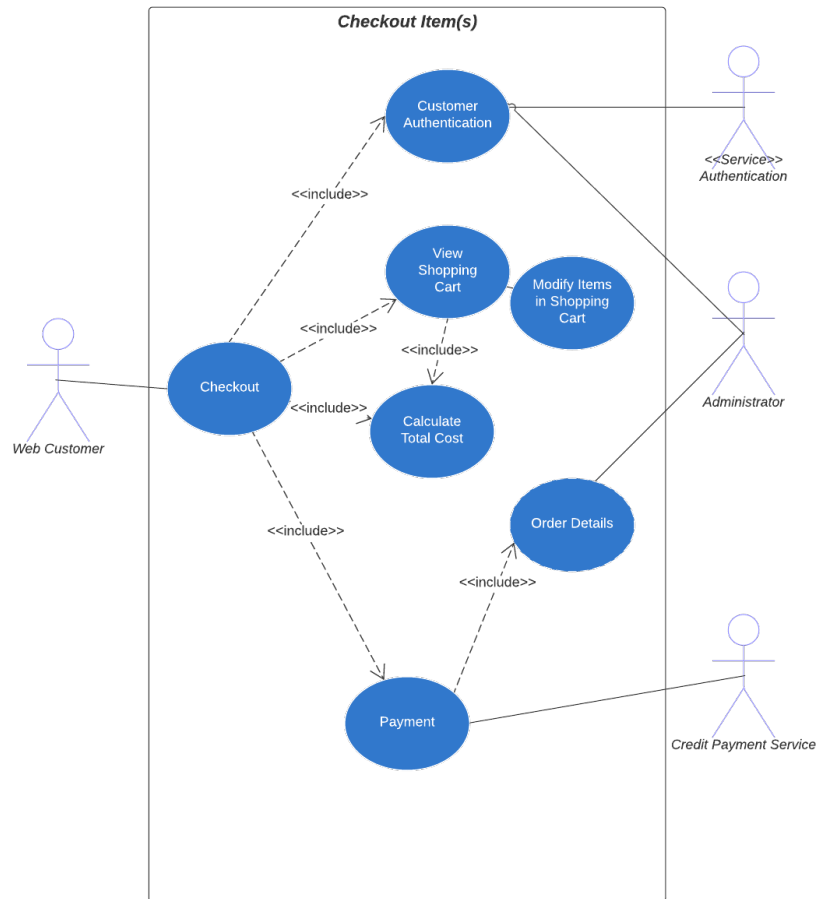 Checkout Item(s)
Customer
Authentication
<<Service>>
Authentication
<<include>>
View
Shopping
Cart
Modify Items
in Shopping
Cart
<<include>>
<<include>>
Checkout
Web Customer
<<include>>
Calculate
Total Cost
Administrator
<<include>>
Order Details
<<include>>
Payment
Credit Payment Service